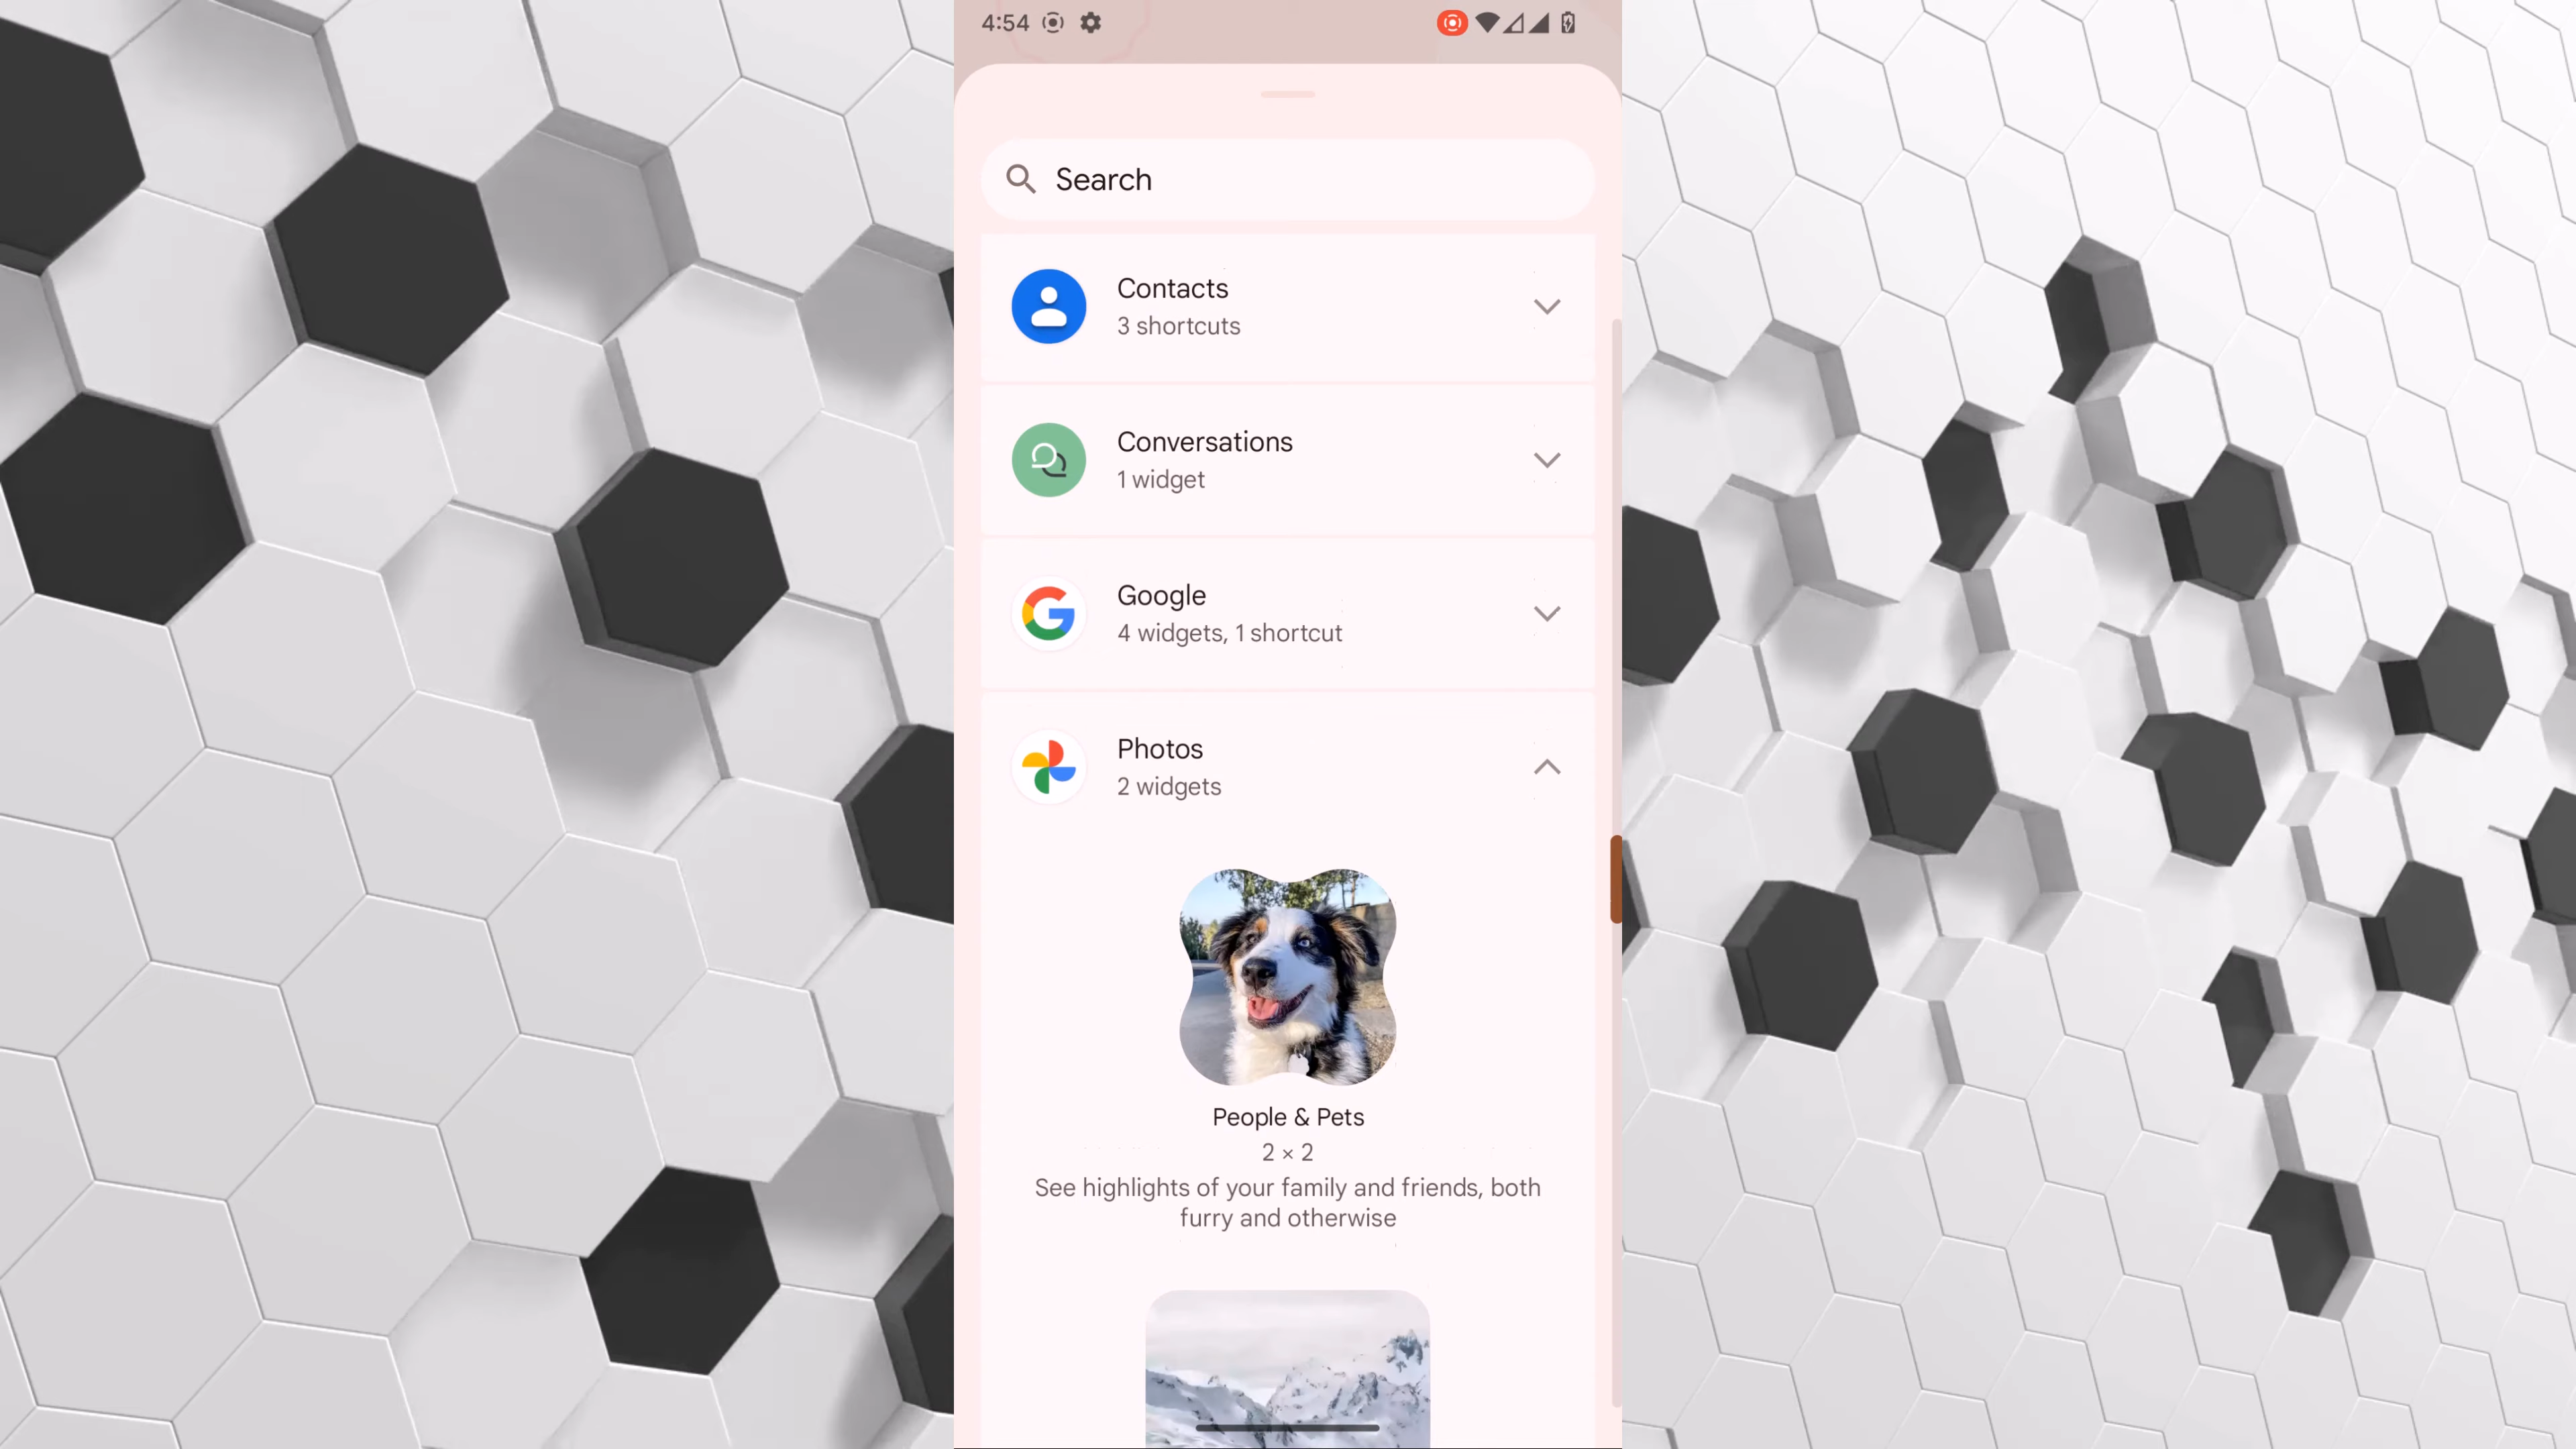 4:54
Search
Contacts
3 shortcuts
Conversations
1 widget
Google
4 widgets, 1 shortcut
Photos
2 widgets
People & Pets
2 × 2
See highlights of your family and friends, both
furry and otherwise